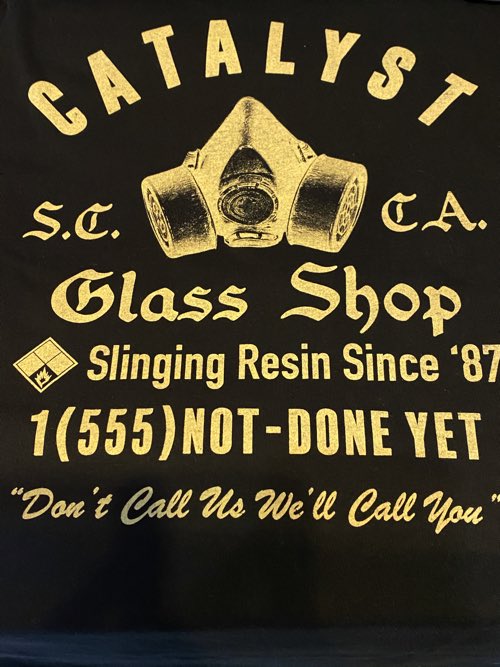 CATALYST
S.C. CA.
Glass Shop
Slinging Resin Since ‘87
1(555)NOT-DONE YET
“Don't Call Us We'll Call You”